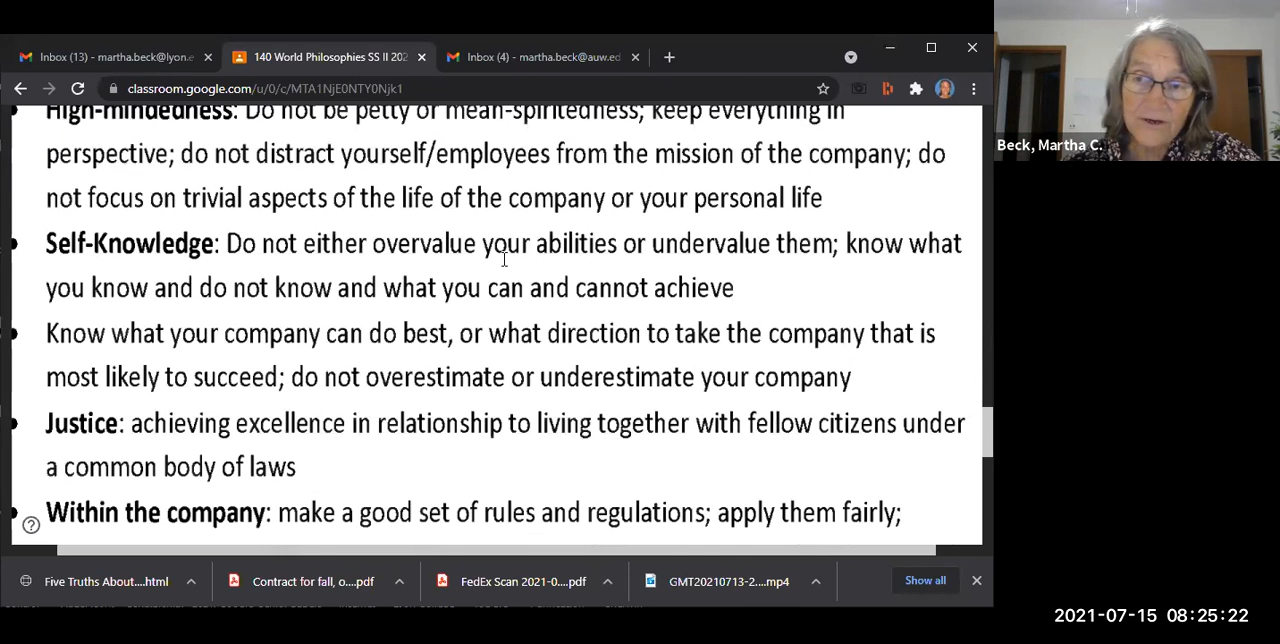 Inbox (13) - martha.beck@lyon.e
140 World Philosophies SS II 202
Inbox (4) - martha.beck@auw.ed
classroom.google.com/u/0/c/MTA1NjE0NTY0Njk1
High-mindedness: Do not be petty or mean-spiritedness; keep everything in
perspective; do not distract yourself/employees from the mission of the company; do
not focus on trivial aspects of the life of the company or your personal life
Self-Knowledge: Do not either overvalue your abilities or undervalue them; know what
you know and do not know and what you can and cannot achieve
Know what your company can do best, or what direction to take the company that is
most likely to succeed; do not overestimate or underestimate your company
Justice: achieving excellence in relationship to living together with fellow citizens under
a common body of laws
Within the company: make a good set of rules and regulations; apply them fairly;
Five Truths About....html
Contract for fall, o....pdf
FedEx Scan 2021-0....pdf
GMT20210713-2....mp4
Show all
Beck, Martha C.
2021-07-15 08:25:22